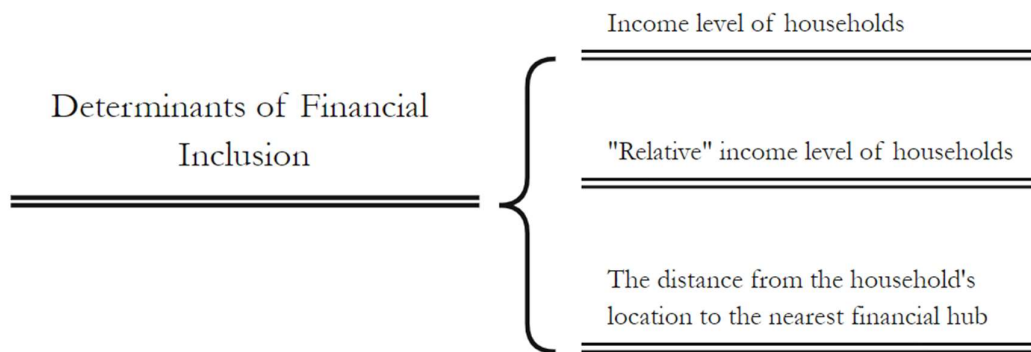 Determinants of Financial
Inclusion
Income level of households
"Relative" income level of households
The distance from the household's
location to the nearest financial hub